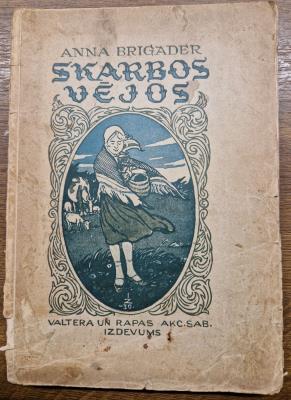 ANNA BRIGADER
SKARBOS
VĒJOS
VALTERA UN RAPAS AKC. SAB.
IZDEVUMS